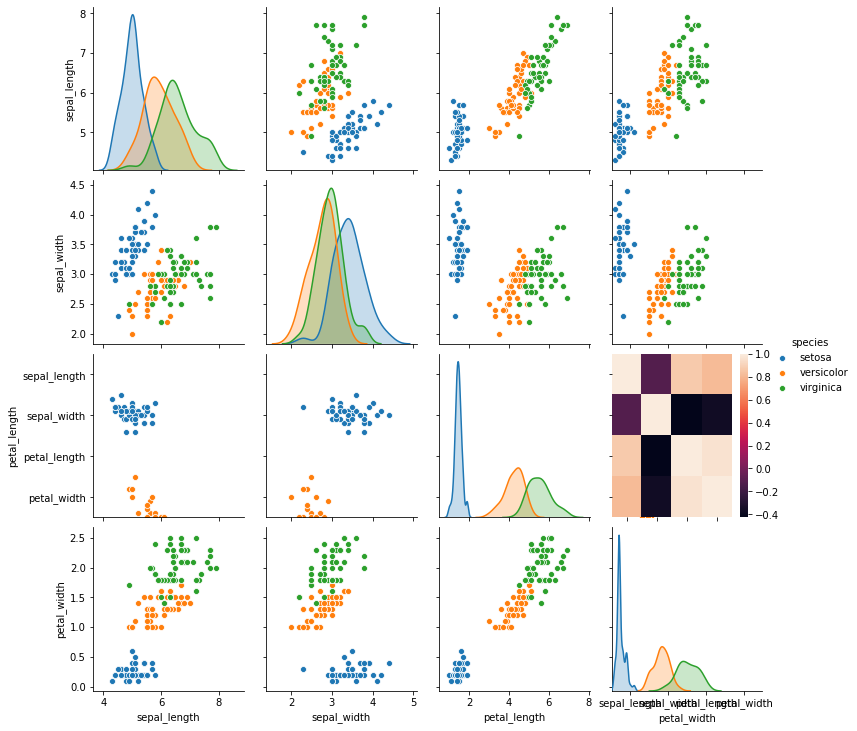 8
7
6
5
sepal_length
4.5
4.0
3.5
3.0
2.5
2.0
sepal_width
species
setosa
versicolor
virginica
sepal_length
sepal_width
petal_length
petal_width
petal_length
1.0
0.8
0.6
0.4
0.2
0.0
−0.2
−0.4
2.5
2.0
1.5
1.0
0.5
0.0
petal_width
4 6 8
sepal_length
2 3 4 5
sepal_width
2 4 6 8
petal_length
sepal_length sepal_width petal_length petal_width
petal_width